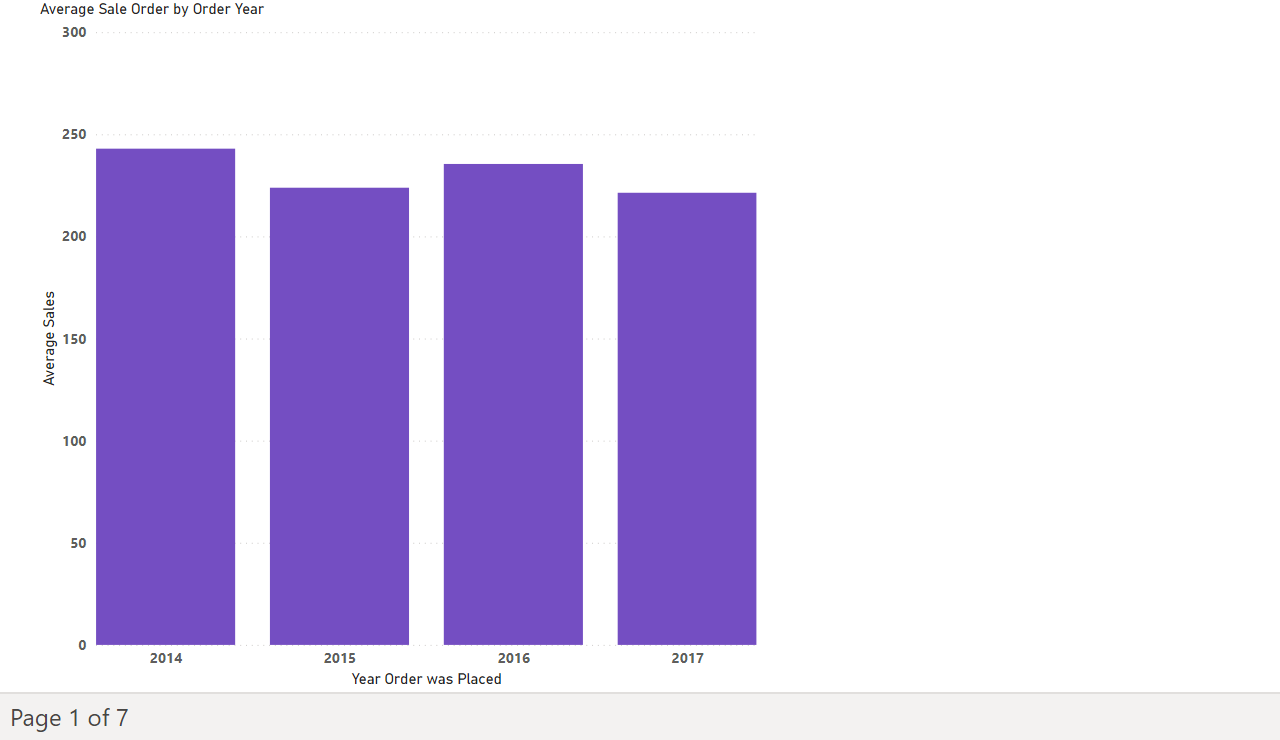 Average Sale Order by Order Year
300
250
200
150
100
50
0
Average Sales
2014 2015 2016 2017
Year Order was Placed
Page 1 of 7